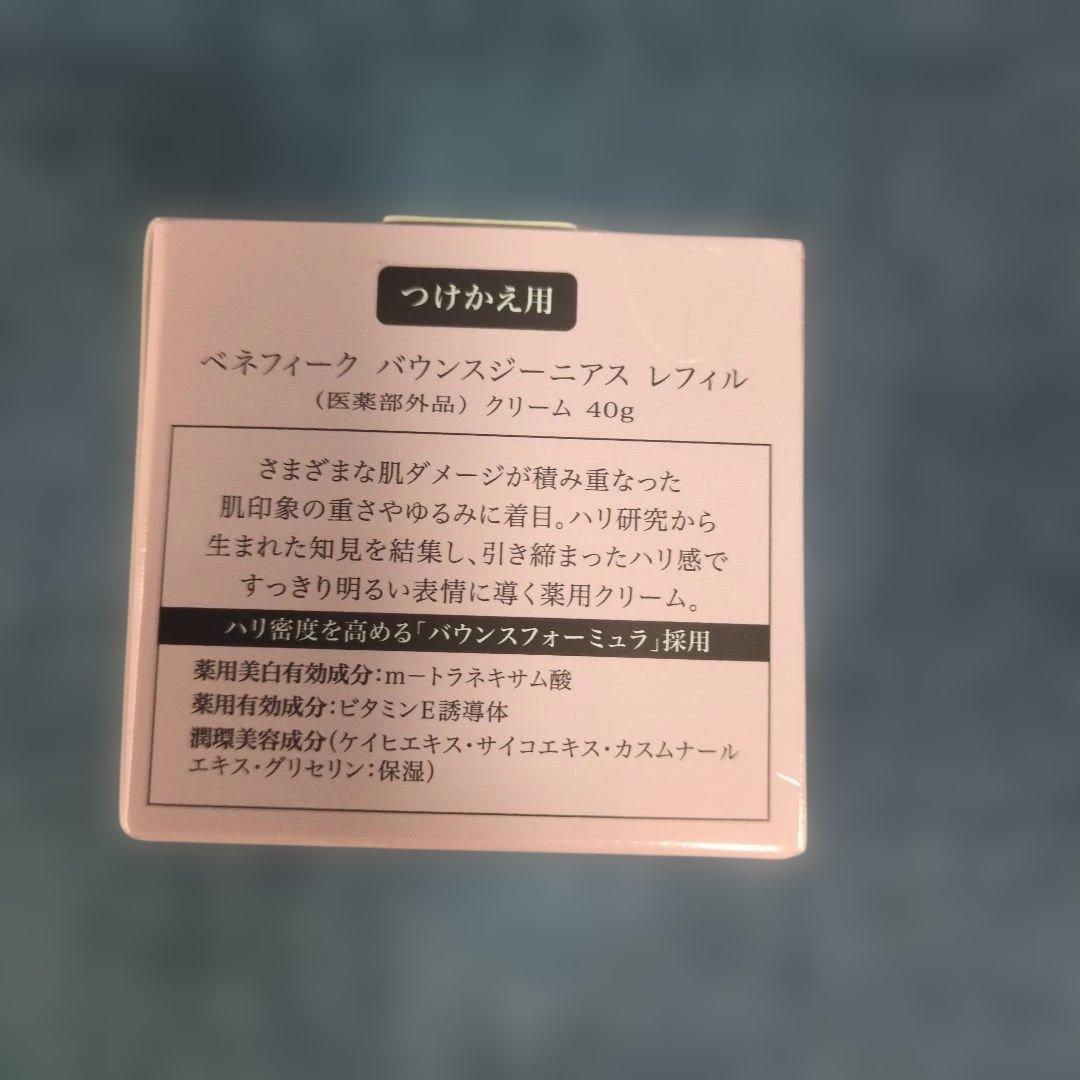 つけかえ用
ベネフィーク バウンスジーニアス レフィル
（医薬部外品）クリーム 40g
さまざまな肌ダメージが積み重なった
肌印象の重さやゆるみに着目。ハリ研究から
生まれた知見を結集し、引き締まったハリ感で
すっきり明るい表情に導く薬用クリーム。
ハリ密度を高める「バウンスフォーミュラ」採用
薬用美白有効成分：m－トラネキサム酸
薬用有効成分：ビタミンE誘導体
潤環美容成分（ケイヒエキス・サイコエキス・カスムナール
エキス・グリセリン：保湿）